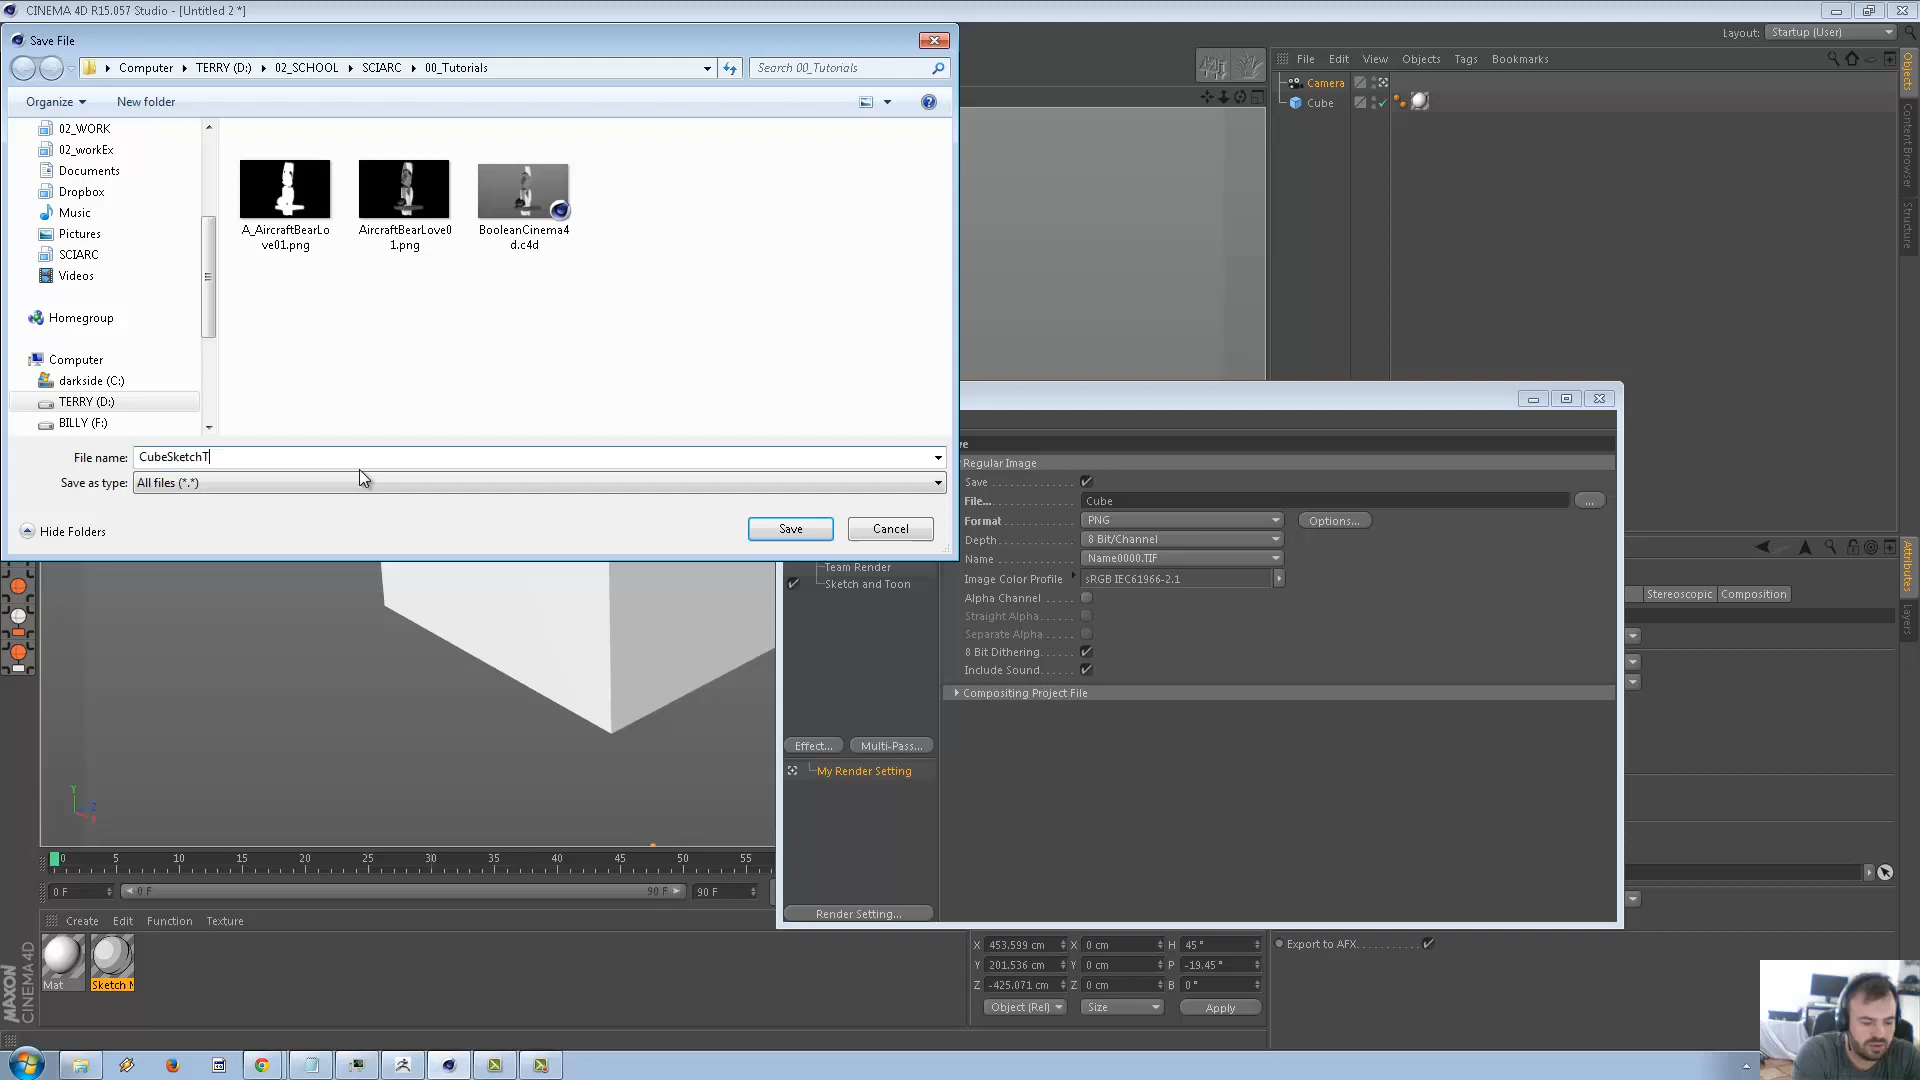 CINEMA 4D R15.057 Studio - [Untitled 2 *]
Layout: Startup (User)
Save File
Computer TERRY (D:) 02_SCHOOL SCIARC 00_Tutorials
Search 00_Tutorials
Organize New folder
02_WORK
02_workEx
Documents
Dropbox
Music
Pictures
SCIARC
Videos
Homegroup
Computer
darkside (C:)
TERRY (D:)
BILLY (F:)
A_AircraftBearLo
ve01.png
AircraftBearLove0
1.png
BooleanCinema4
d.c4d
File name: CubeSketchT
Save as type: All files (*.*)
Hide Folders
Save Cancel
File Edit View Objects Tags Bookmarks
Camera
Cube
Objects
Content Browser
Structure
Attributes
Layers
Regular Image
Save
File... Cube ...
Format PNG Options...
Depth 8 Bit/Channel
Name Name0000.TIF
Image Color Profile sRGB IEC61966-2.1
Alpha Channel
Straight Alpha
Separate Alpha
8 Bit Dithering
Include Sound
Compositing Project File
Team Render
Sketch and Toon
Effect... Multi-Pass...
My Render Setting
Render Setting...
Stereoscopic Composition
Y
Z
X
0 5 10 15 20 25 30 35 40 45 50 55
0 F 0 F 90 F 90 F
Create Edit Function Texture
Mat
Sketch M
MAXON
CINEMA 4D
X 453.599 cm X 0 cm H 45 °
Y 201.536 cm Y 0 cm P -19.45 °
Z -425.071 cm Z 0 cm B 0 °
Object (Rel) Size Apply
Export to AFX